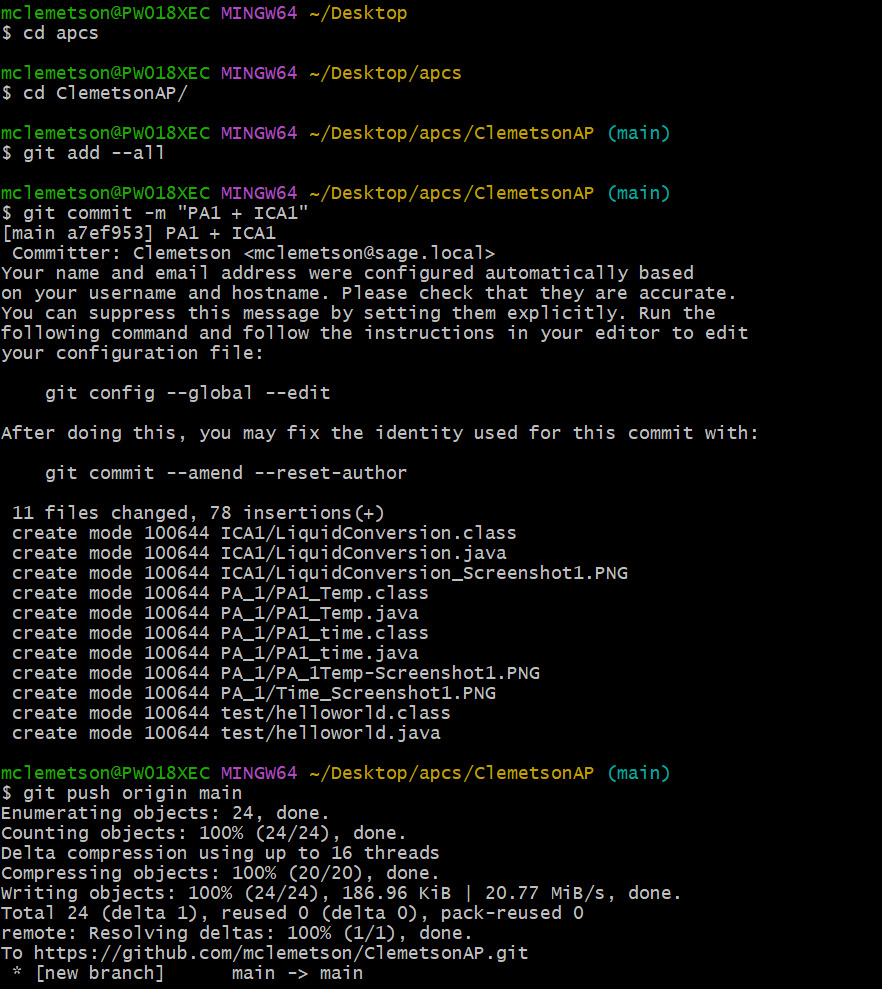 mclemetson@PW018XEC MINGW64 ~/Desktop
$ cd apcs
mclemetson@PW018XEC MINGW64 ~/Desktop/apcs
$ cd ClemetsonAP/
mclemetson@PW018XEC MINGW64 ~/Desktop/apcs/ClemetsonAP (main)
$ git add --all
mclemetson@PW018XEC MINGW64 ~/Desktop/apcs/ClemetsonAP (main)
$ git commit -m "PA1 + ICA1"
[main a7ef953] PA1 + ICA1
 Committer: Clemetson <mclemetson@sage.local>
Your name and email address were configured automatically based
on your username and hostname. Please check that they are accurate.
You can suppress this message by setting them explicitly. Run the
following command and follow the instructions in your editor to edit
your configuration file:
    git config --global --edit
After doing this, you may fix the identity used for this commit with:
    git commit --amend --reset-author
 11 files changed, 78 insertions(+)
 create mode 100644 ICA1/LiquidConversion.class
 create mode 100644 ICA1/LiquidConversion.java
 create mode 100644 ICA1/LiquidConversion_Screenshot1.PNG
 create mode 100644 PA_1/PA1_Temp.class
 create mode 100644 PA_1/PA1_Temp.java
 create mode 100644 PA_1/PA1_time.class
 create mode 100644 PA_1/PA1_time.java
 create mode 100644 PA_1/PA_1Temp-Screenshot1.PNG
 create mode 100644 PA_1/Time_Screenshot1.PNG
 create mode 100644 test/helloworld.class
 create mode 100644 test/helloworld.java
mclemetson@PW018XEC MINGW64 ~/Desktop/apcs/ClemetsonAP (main)
$ git push origin main
Enumerating objects: 24, done.
Counting objects: 100% (24/24), done.
Delta compression using up to 16 threads
Compressing objects: 100% (20/20), done.
Writing objects: 100% (24/24), 186.96 KiB | 20.77 MiB/s, done.
Total 24 (delta 1), reused 0 (delta 0), pack-reused 0
remote: Resolving deltas: 100% (1/1), done.
To https://github.com/mclemetson/ClemetsonAP.git
 * [new branch]      main -> main